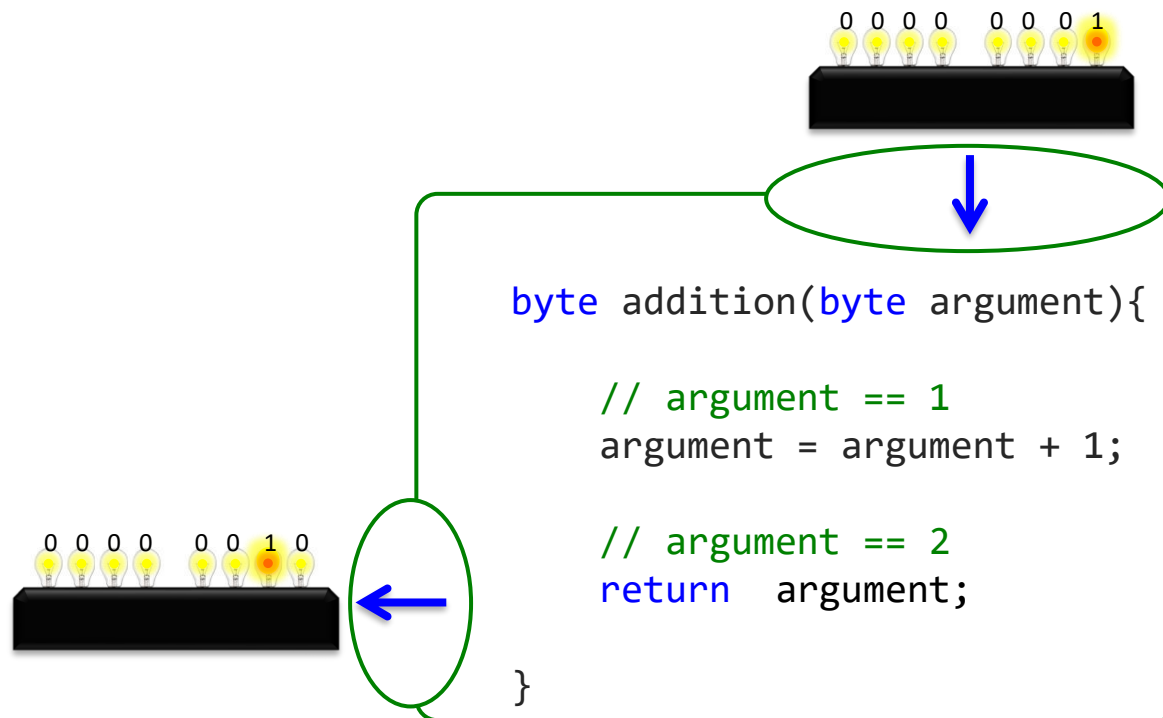 0 0 0 0 0 0 0 1
byte addition(byte argument){
// argument == 1
argument = argument + 1;
0 0 0 0 0 0 1 0
// argument == 2
return argument;
}